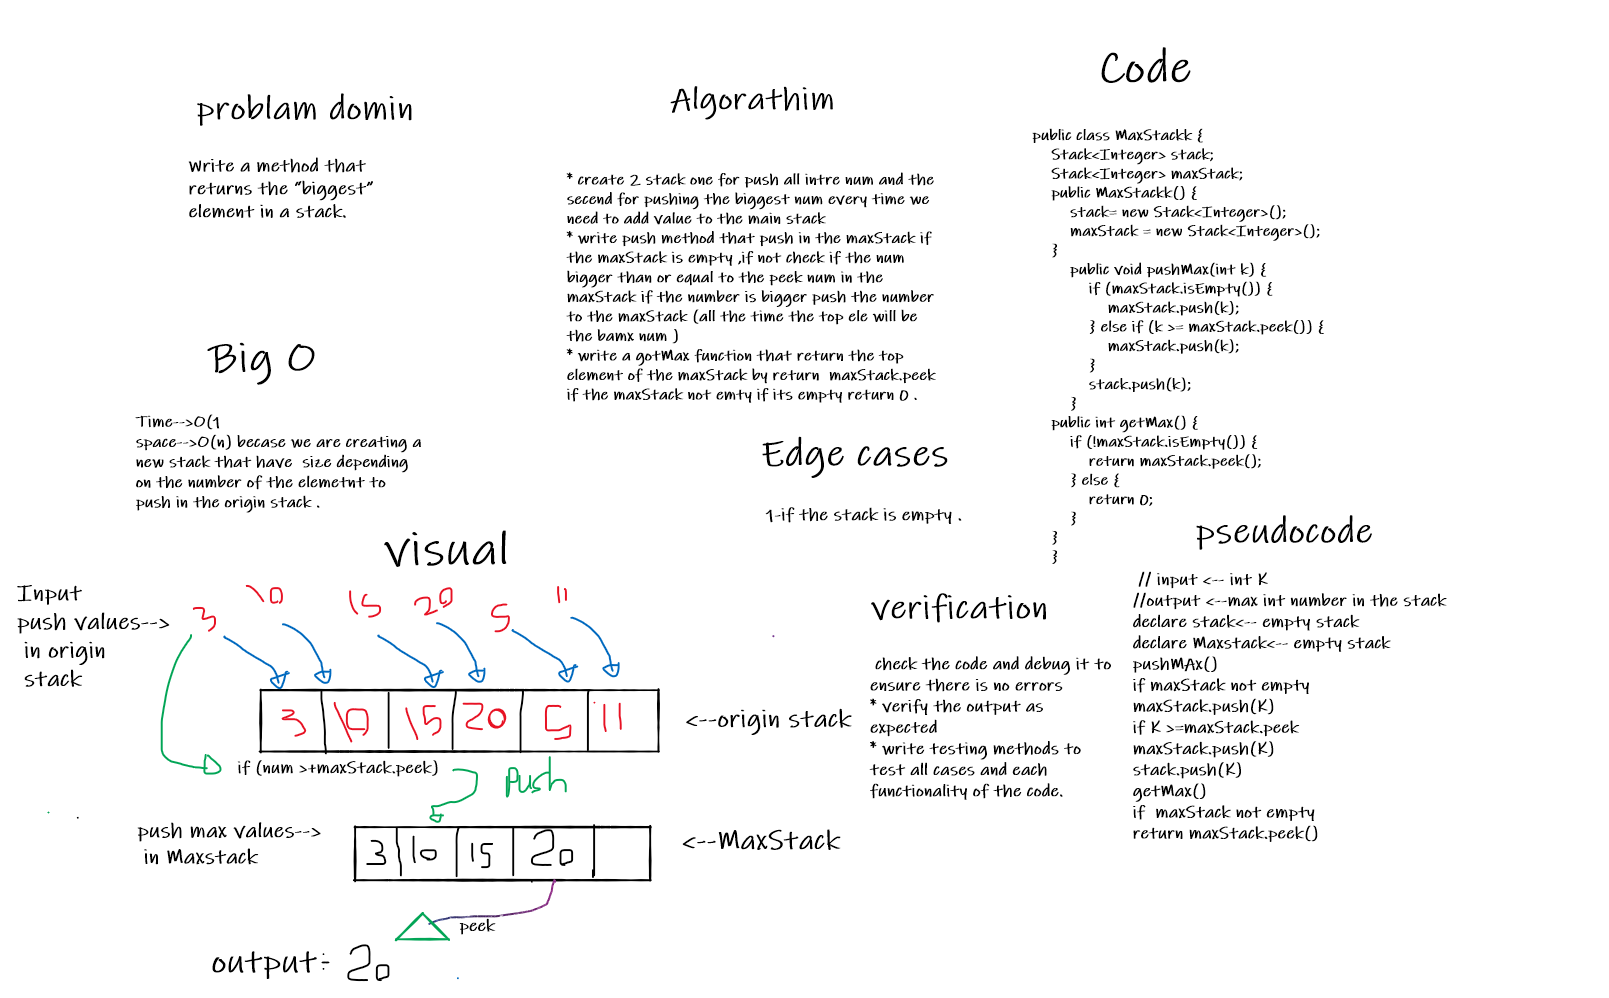 problam domin
Write a method that
returns the "biggest"
element in a stack.
Big O
Time-->O(1
space-->O(n) becase we are creating a
new stack that have size depending
on the number of the elemetnt to
push in the origin stack .
Algorathim
* create 2 stack one for push all intre num and the
secend for pushing the biggest num every time we
need to add value to the main stack
* write push method that push in the maxStack if
the maxStack is empty ,if not check if the num
bigger than or equal to the peek num in the
maxStack if the number is bigger push the number
to the maxStack (all the time the top ele will be
the bamx num )
* write a gotMax function that return the top
element of the maxStack by return maxStack.peek
if the maxStack not emty if its empty return 0 .
Edge cases
1-if the stack is empty .
Code
public class MaxStackk {
Stack<Integer> stack;
Stack<Integer> maxStack;
public MaxStackk() {
stack= new Stack<Integer>();
maxStack = new Stack<Integer>();
}
public void pushMax(int k) {
if (maxStack.isEmpty()) {
maxStack.push(k);
} else if (k >= maxStack.peek()) {
maxStack.push(k);
}
stack.push(k);
}
public int getMax() {
if (!maxStack.isEmpty()) {
return maxStack.peek();
} else {
return 0;
}
}
}
visual
Input
push values-->
in origin
stack
3 10 15 20 5 11
3 10 15 20 5 11
<--origin stack
if (num >+maxStack.peek)
Push
push max values-->
in Maxstack
3 10 15 20
<--MaxStack
peek
output:- 20
verification
check the code and debug it to
ensure there is no errors
* verify the output as
expected
* write testing methods to
test all cases and each
functionality of the code.
pseudocode
// input <-- int K
//output <--max int number in the stack
declare stack<-- empty stack
declare Maxstack<-- empty stack
pushMAx()
if maxStack not empty
maxStack.push(K)
if K >=maxStack.peek
maxStack.push(K)
stack.push(K)
getMax()
if maxStack not empty
return maxStack.peek()